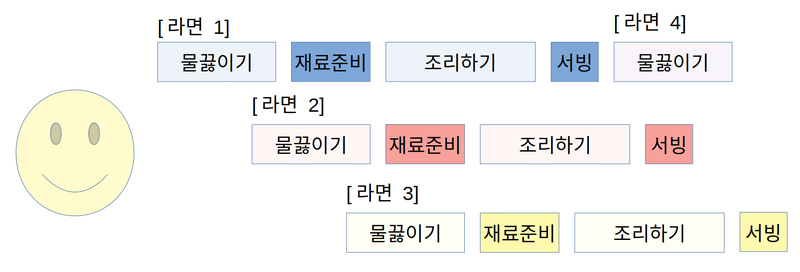 [라면 1] [라면 4]
물끓이기 재료준비 조리하기 서빙 물끓이기
[라면 2]
물끓이기 재료준비 조리하기 서빙
[라면 3]
물끓이기 재료준비 조리하기 서빙